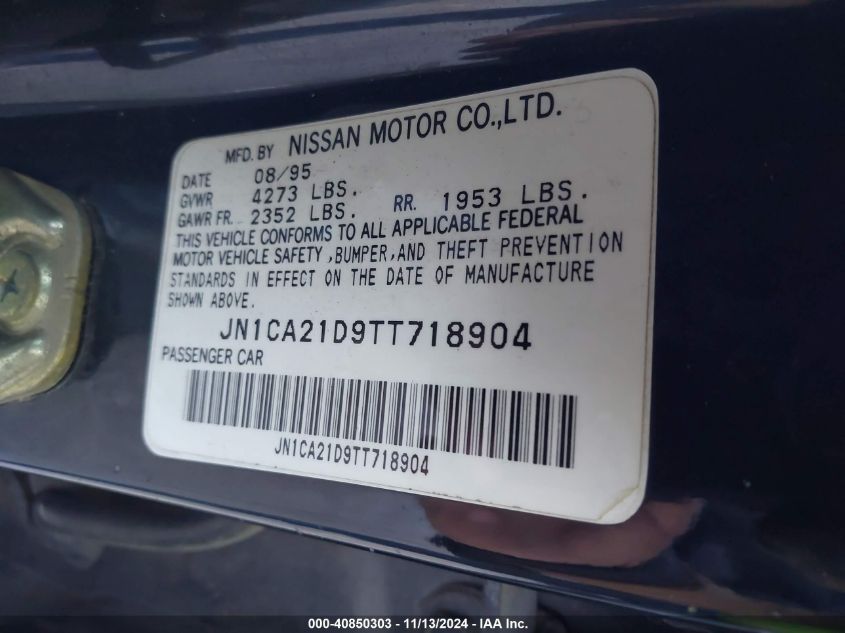 MFD. BY NISSAN MOTOR CO.,LTD.
DATE 08/95
GVWR 4273 LBS.
GAWR FR. 2352 LBS. RR. 1953 LBS.
THIS VEHICLE CONFORMS TO ALL APPLICABLE FEDERAL
MOTOR VEHICLE SAFETY ,BUMPER,AND THEFT PREVENTION
STANDARDS IN EFFECT ON THE DATE OF MANUFACTURE
SHOWN ABOVE.
JN1CA21D9TT718904
PASSENGER CAR
JN1CA21D9TT718904
000-40850303 - 11/13/2024 - IAA Inc.